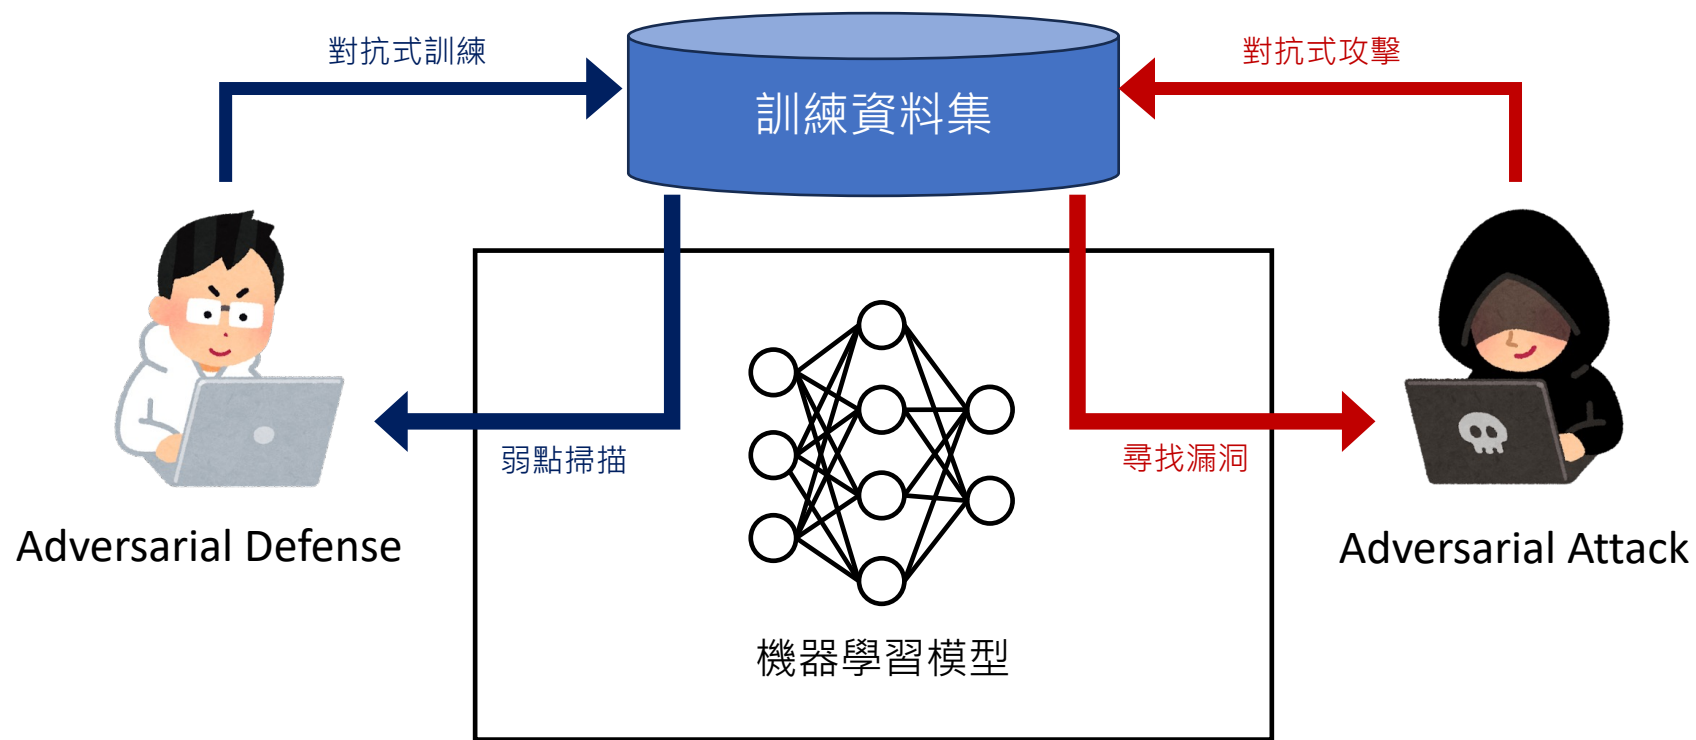 對抗式訓練
對抗式攻擊
訓練資料集
弱點掃描
尋找漏洞
Adversarial Defense
Adversarial Attack
機器學習模型